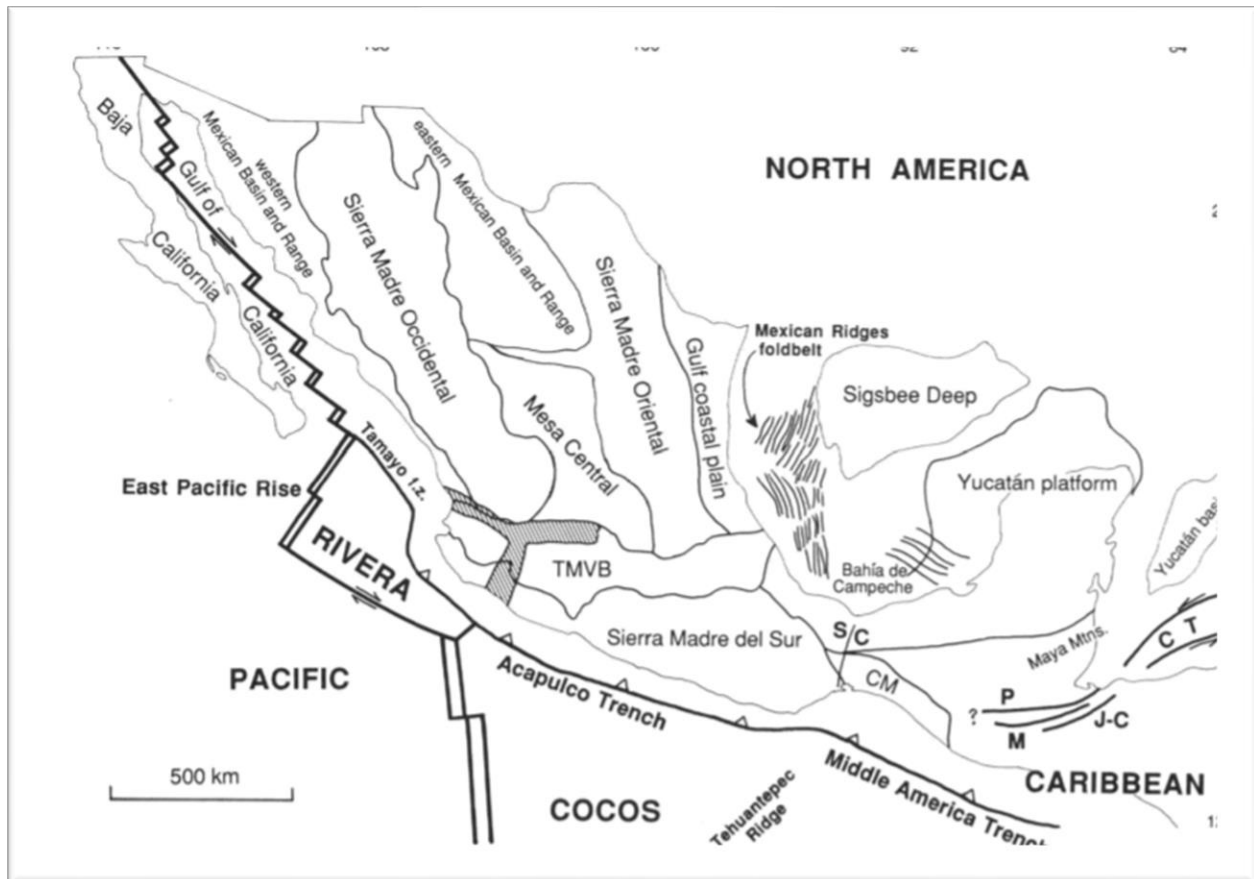 NORTH AMERICA
Baja
Gulf of
California
California
western
Mexican Basin and Range
Sierra Madre Occidental
eastern Mexican Basin and Range
Sierra Madre Oriental
Gulf coastal plain
Mexican Ridges
foldbelt
Sigsbee Deep
Mesa Central
Tamayo f.z.
East Pacific Rise
Yucatán platform
RIVERA
TMVB
Bahía de
Campeche
Sierra Madre del Sur
S/C
Maya Mtns.
C T
CM
P
?
M
J-C
PACIFIC
Acapulco Trench
Middle America Trench
CARIBBEAN
500 km
COCOS
Tehuantepec
Ridge